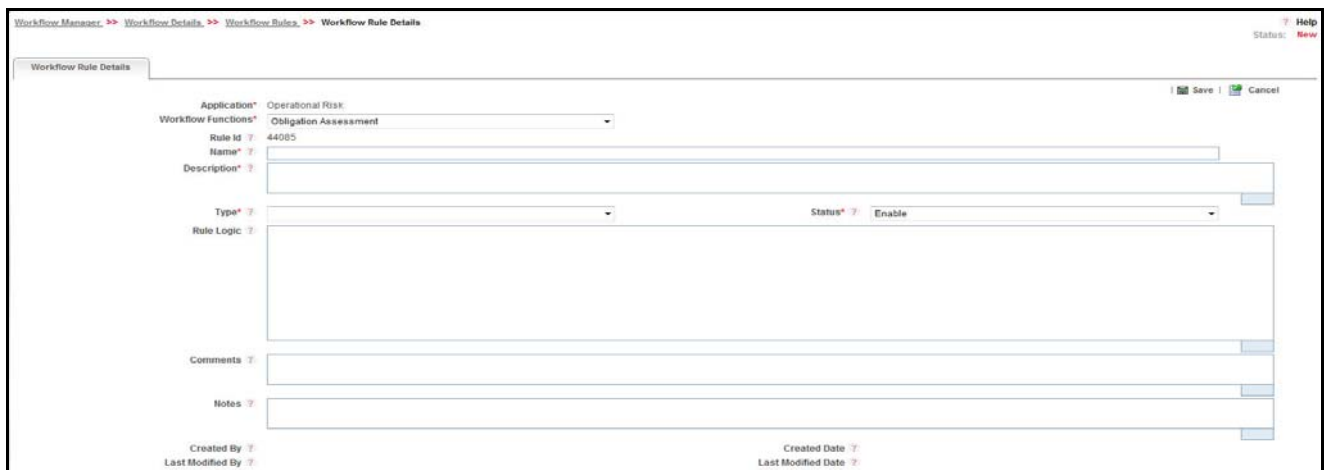 Workflow Manager >> Workflow Details >> Workflow Rules >> Workflow Rule Details ? Help
Status: New
Workflow Rule Details
| Save | Cancel
Application* Operational Risk
Workflow Functions* Obligation Assessment
Rule Id ? 44085
Name* ?
Description* ?
Type* ? Status* ? Enable
Rule Logic ?
Comments ?
Notes ?
Created By ? Created Date ?
Last Modified By ? Last Modified Date ?